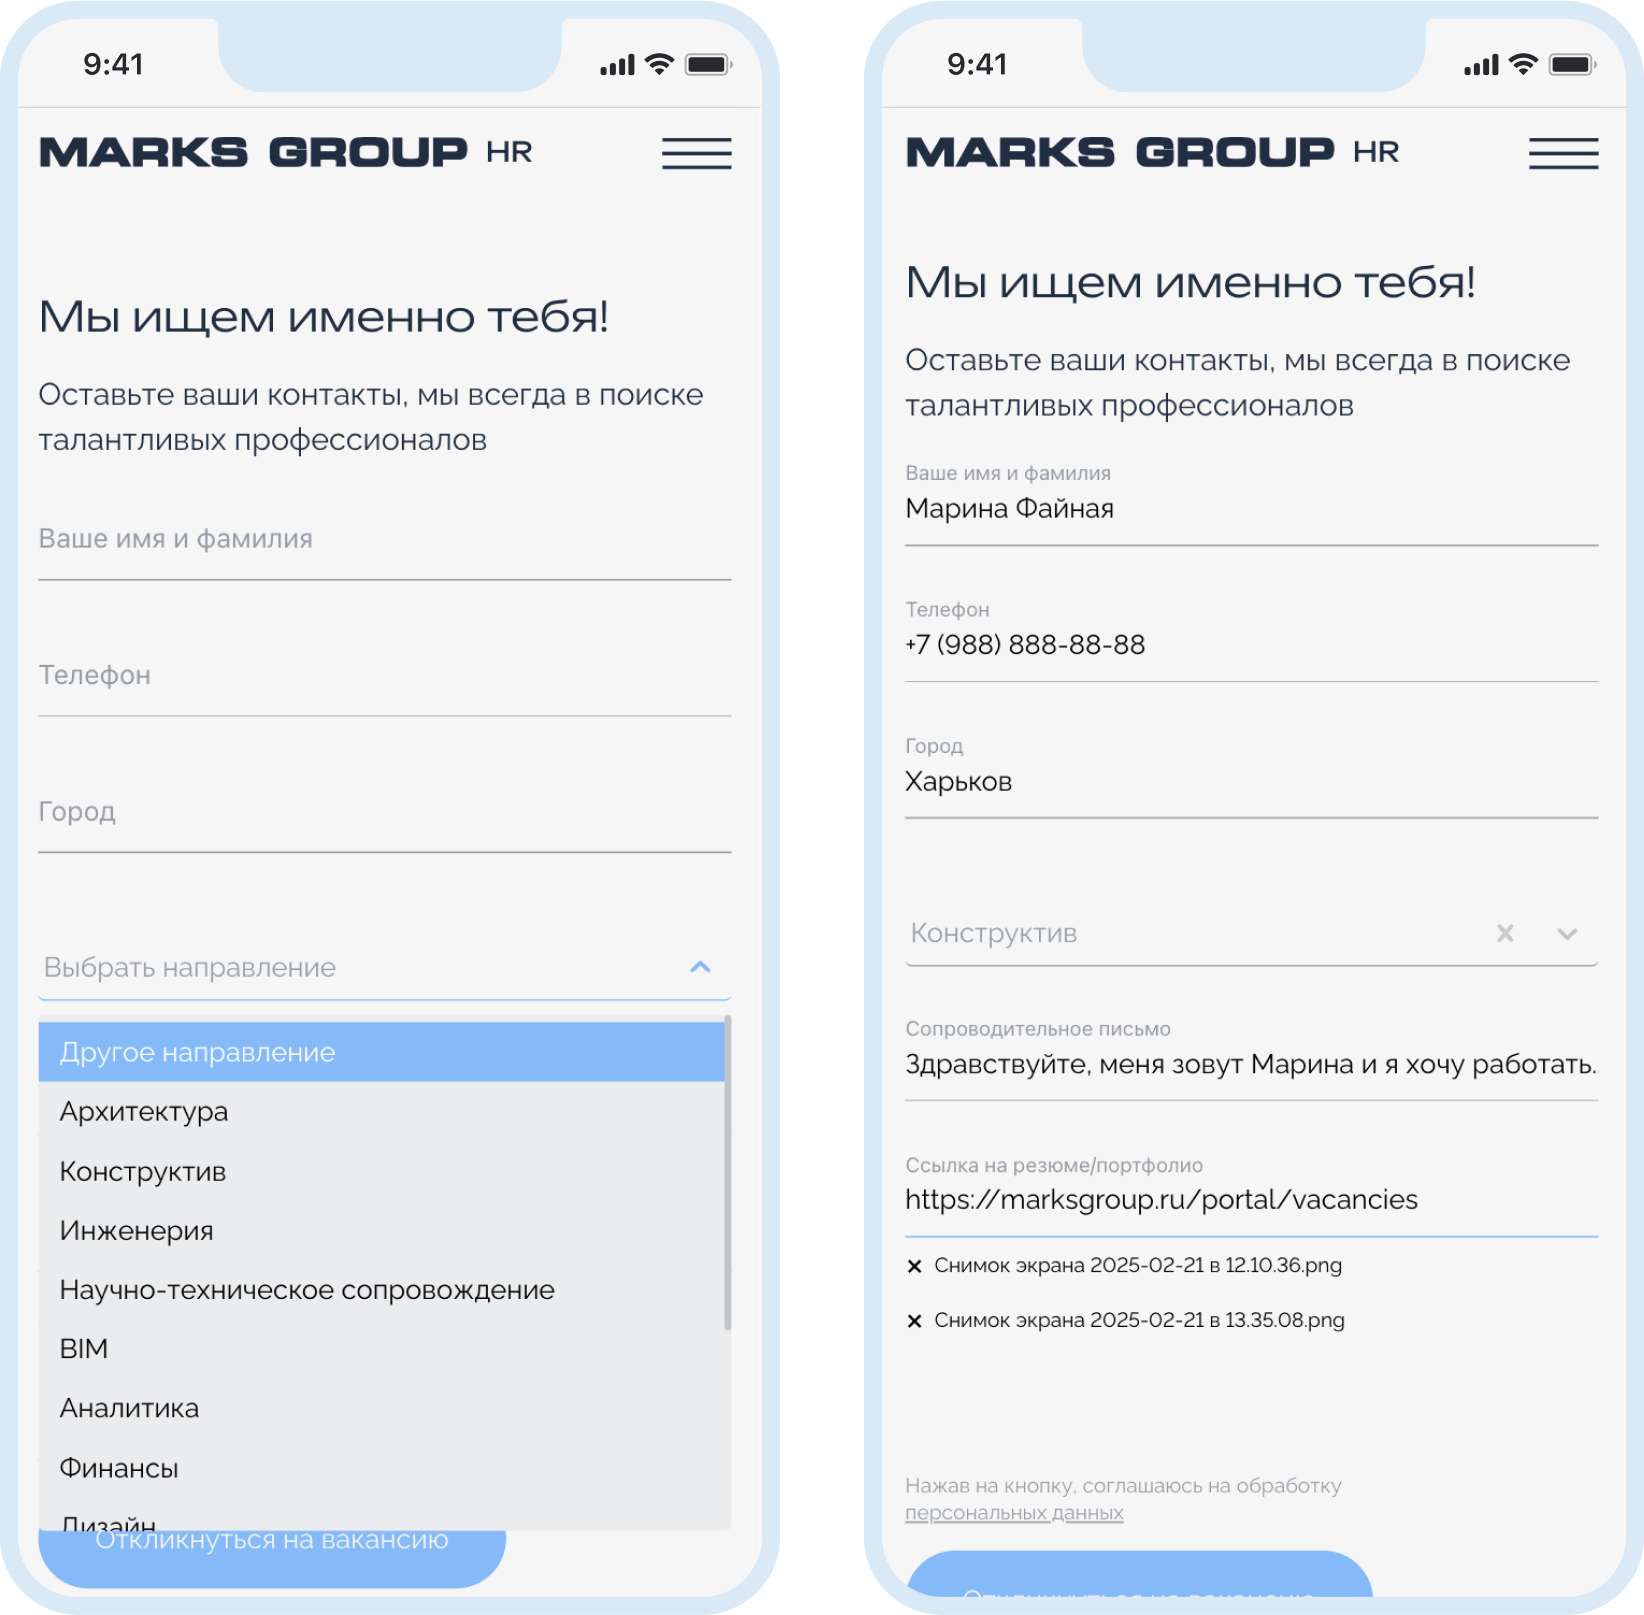 9:41
MARKS GROUP HR
Мы ищем именно тебя!
Оставьте ваши контакты, мы всегда в поиске
талантливых профессионалов
Ваше имя и фамилия
Телефон
Город
Выбрать направление
Другое направление
Архитектура
Конструктив
Инженерия
Научно-техническое сопровождение
BIM
Аналитика
Финансы
Дизайн
Откликнуться на вакансию
9:41
MARKS GROUP HR
Мы ищем именно тебя!
Оставьте ваши контакты, мы всегда в поиске
талантливых профессионалов
Ваше имя и фамилия
Марина Файная
Телефон
+7 (988) 888-88-88
Город
Харьков
Конструктив
Сопроводительное письмо
Здравствуйте, меня зовут Марина и я хочу работать.
Ссылка на резюме/портфолио
https://marksgroup.ru/portal/vacancies
Снимок экрана 2025-02-21 в 12.10.36.png
Снимок экрана 2025-02-21 в 13.35.08.png
Нажав на кнопку, соглашаюсь на обработку
персональных данных
Откликнуться на вакансию